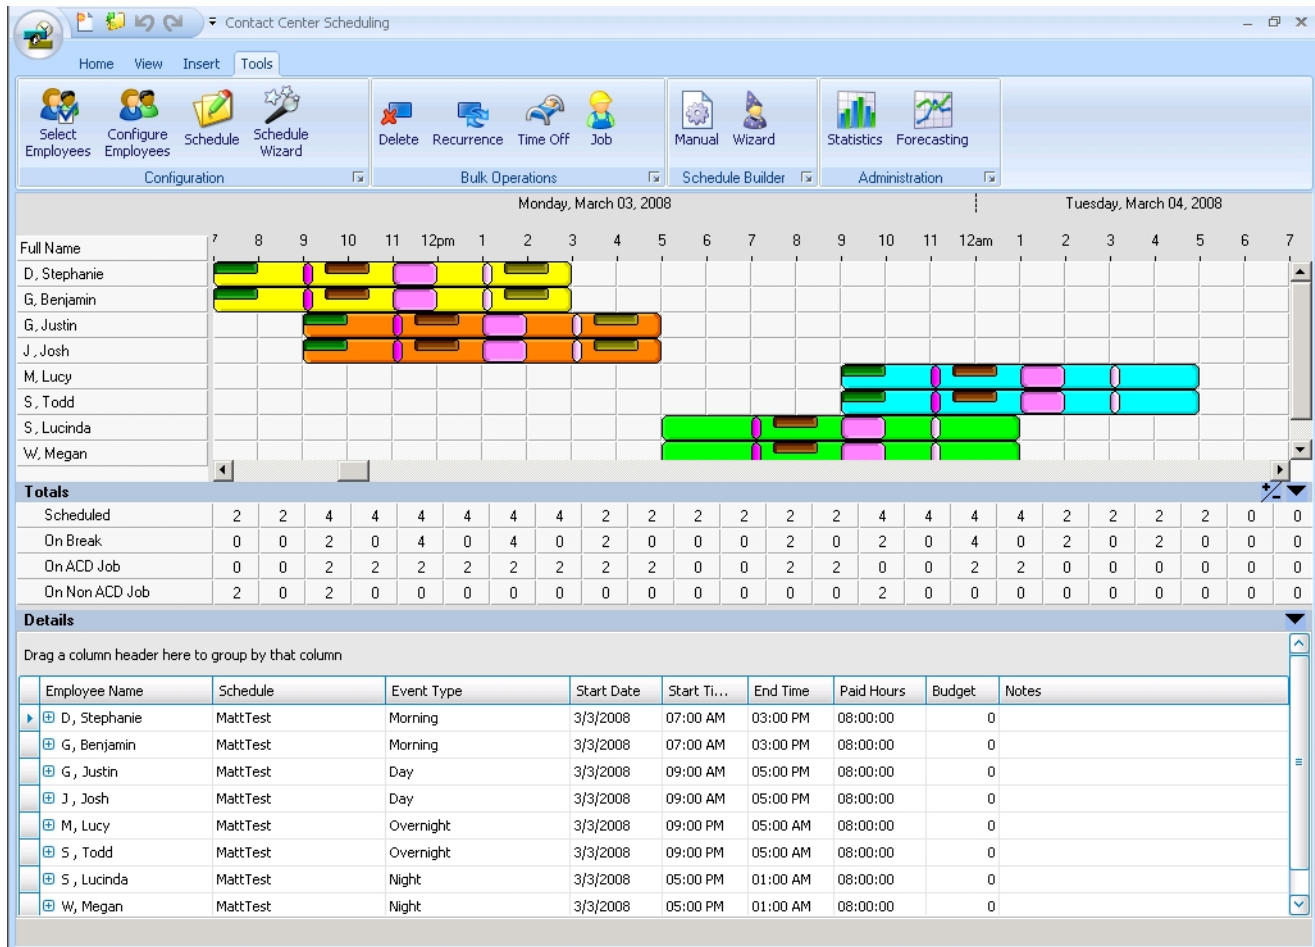 Contact Center Scheduling
Home View Insert Tools
Select Employees Configure Employees Schedule Schedule Wizard Delete Recurrence Time Off Job Manual Wizard Statistics Forecasting
Configuration Bulk Operations Schedule Builder Administration
Monday, March 03, 2008 Tuesday, March 04, 2008
Full Name 7 8 9 10 11 12pm 1 2 3 4 5 6 7 8 9 10 11 12am 1 2 3 4 5 6 7
D, Stephanie
G, Benjamin
G, Justin
J , Josh
M, Lucy
S , Todd
S , Lucinda
W, Megan
Totals
Scheduled 2 2 4 4 4 4 4 4 2 2 2 2 2 2 4 4 4 4 2 2 2 2 0 0
On Break 0 0 2 0 4 0 4 0 2 0 0 0 2 0 2 0 4 0 2 0 2 0 0 0
On ACD Job 0 0 2 2 2 2 2 2 2 2 0 0 2 2 0 0 2 2 0 0 0 0 0 0
On Non ACD Job 2 0 2 0 0 0 0 0 0 0 0 0 0 0 2 0 0 0 0 0 0 0 0 0
Details
Drag a column header here to group by that column
Employee Name Schedule Event Type Start Date Start Ti... End Time Paid Hours Budget Notes
D, Stephanie MattTest Morning 3/3/2008 07:00 AM 03:00 PM 08:00:00 0
G, Benjamin MattTest Morning 3/3/2008 07:00 AM 03:00 PM 08:00:00 0
G , Justin MattTest Day 3/3/2008 09:00 AM 05:00 PM 08:00:00 0
J , Josh MattTest Day 3/3/2008 09:00 AM 05:00 PM 08:00:00 0
M, Lucy MattTest Overnight 3/3/2008 09:00 PM 05:00 AM 08:00:00 0
S , Todd MattTest Overnight 3/3/2008 09:00 PM 05:00 AM 08:00:00 0
S , Lucinda MattTest Night 3/3/2008 05:00 PM 01:00 AM 08:00:00 0
W, Megan MattTest Night 3/3/2008 05:00 PM 01:00 AM 08:00:00 0